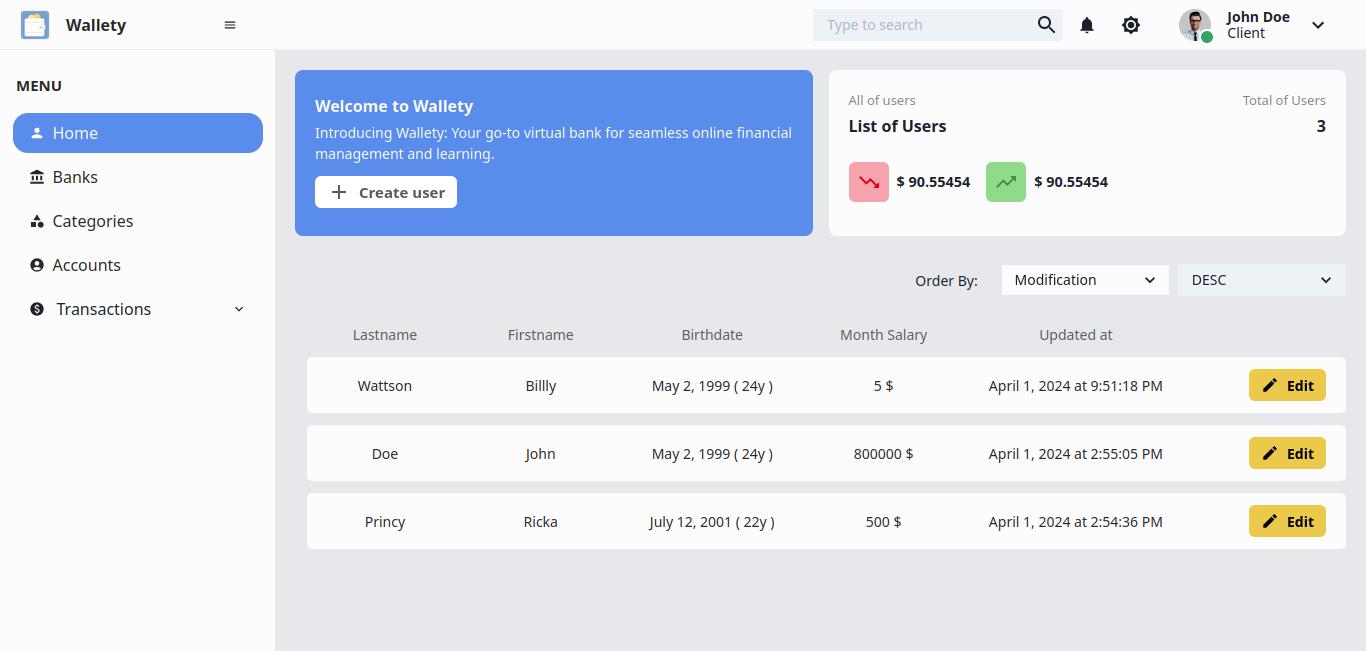 Wallety
Type to search
John Doe
Client
MENU
Home
Banks
Categories
Accounts
Transactions
Welcome to Wallety
Introducing Wallety: Your go-to virtual bank for seamless online financial
management and learning.
Create user
All of users
Total of Users
List of Users
3
$ 90.55454
$ 90.55454
Order By:
Modification
DESC
Lastname Firstname Birthdate Month Salary Updated at
Wattson Billly May 2, 1999 ( 24y ) 5 $ April 1, 2024 at 9:51:18 PM Edit
Doe John May 2, 1999 ( 24y ) 800000 $ April 1, 2024 at 2:55:05 PM Edit
Princy Ricka July 12, 2001 ( 22y ) 500 $ April 1, 2024 at 2:54:36 PM Edit